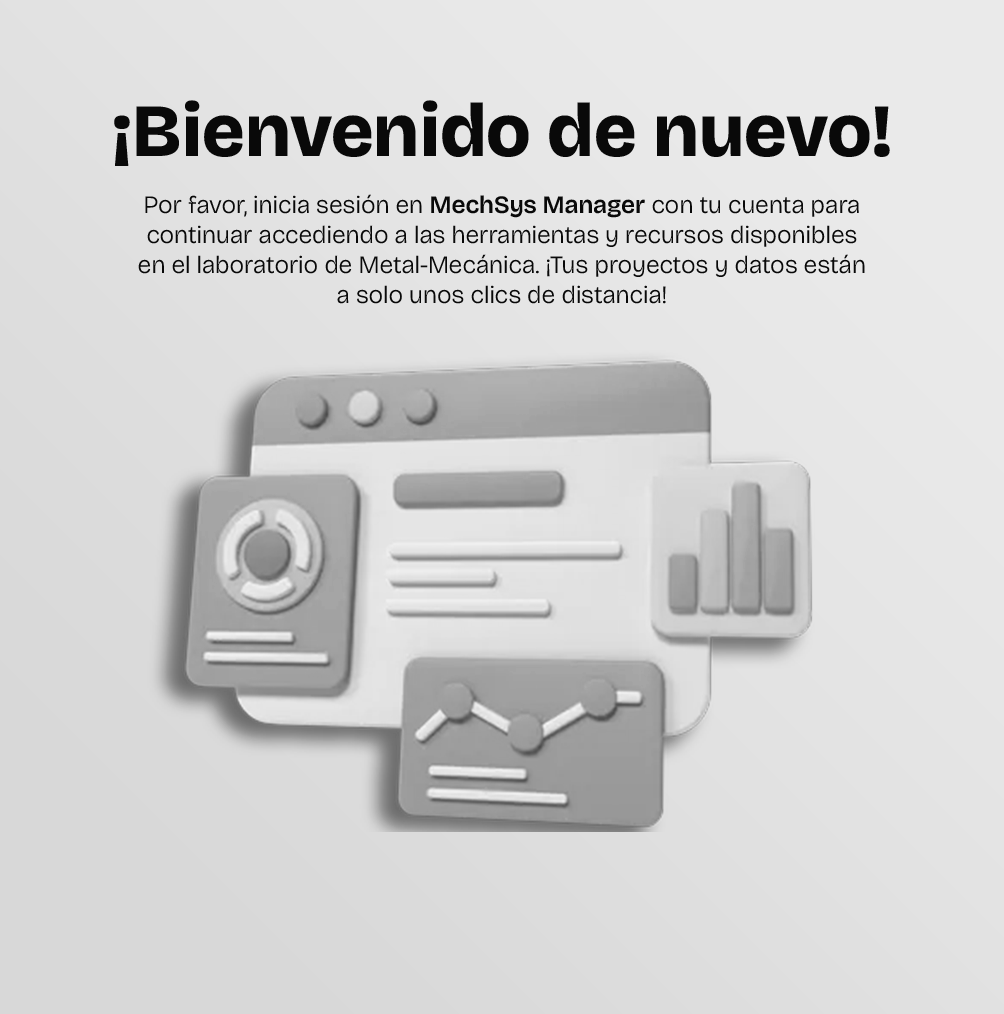 ¡Bienvenido de nuevo!
Por favor, inicia sesión en MechSys Manager con tu cuenta para
continuar accediendo a las herramientas y recursos disponibles
en el laboratorio de Metal-Mecánica. ¡Tus proyectos y datos están
a solo unos clics de distancia!